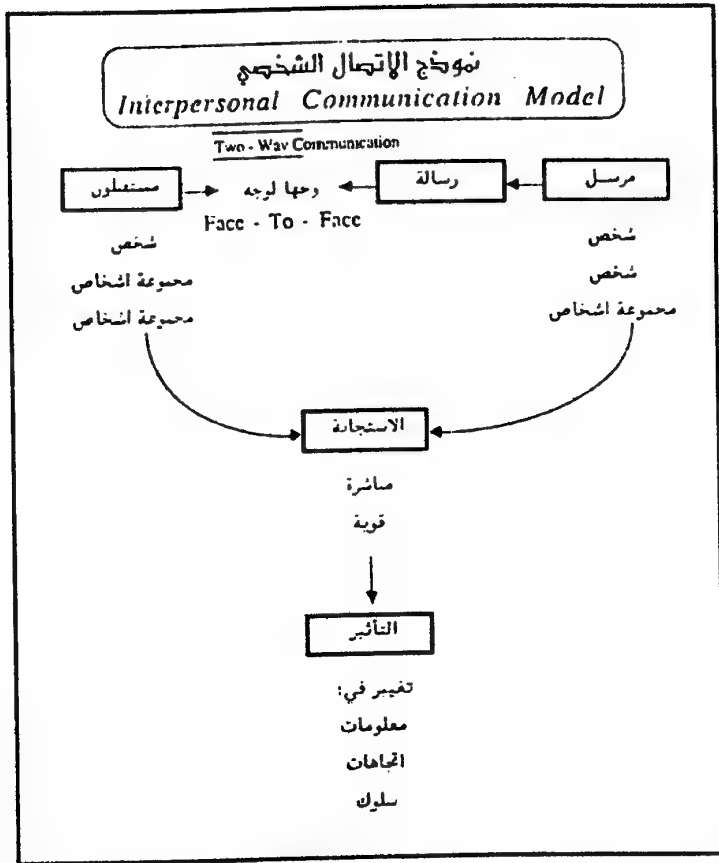 نموذج الاتصال الشخصي
Interpersonal Communication Model
Two - Way Communication
مرسل
رسالة
وجها لوجه
مستقبلون
Face - To - Face
شخص
شخص
مجموعة اشخاص
شخص
مجموعة اشخاص
مجموعة اشخاص
الاستجابة
مباشرة
قوية
التأثير
تغيير في:
معلومات
اتجاهات
سلوك